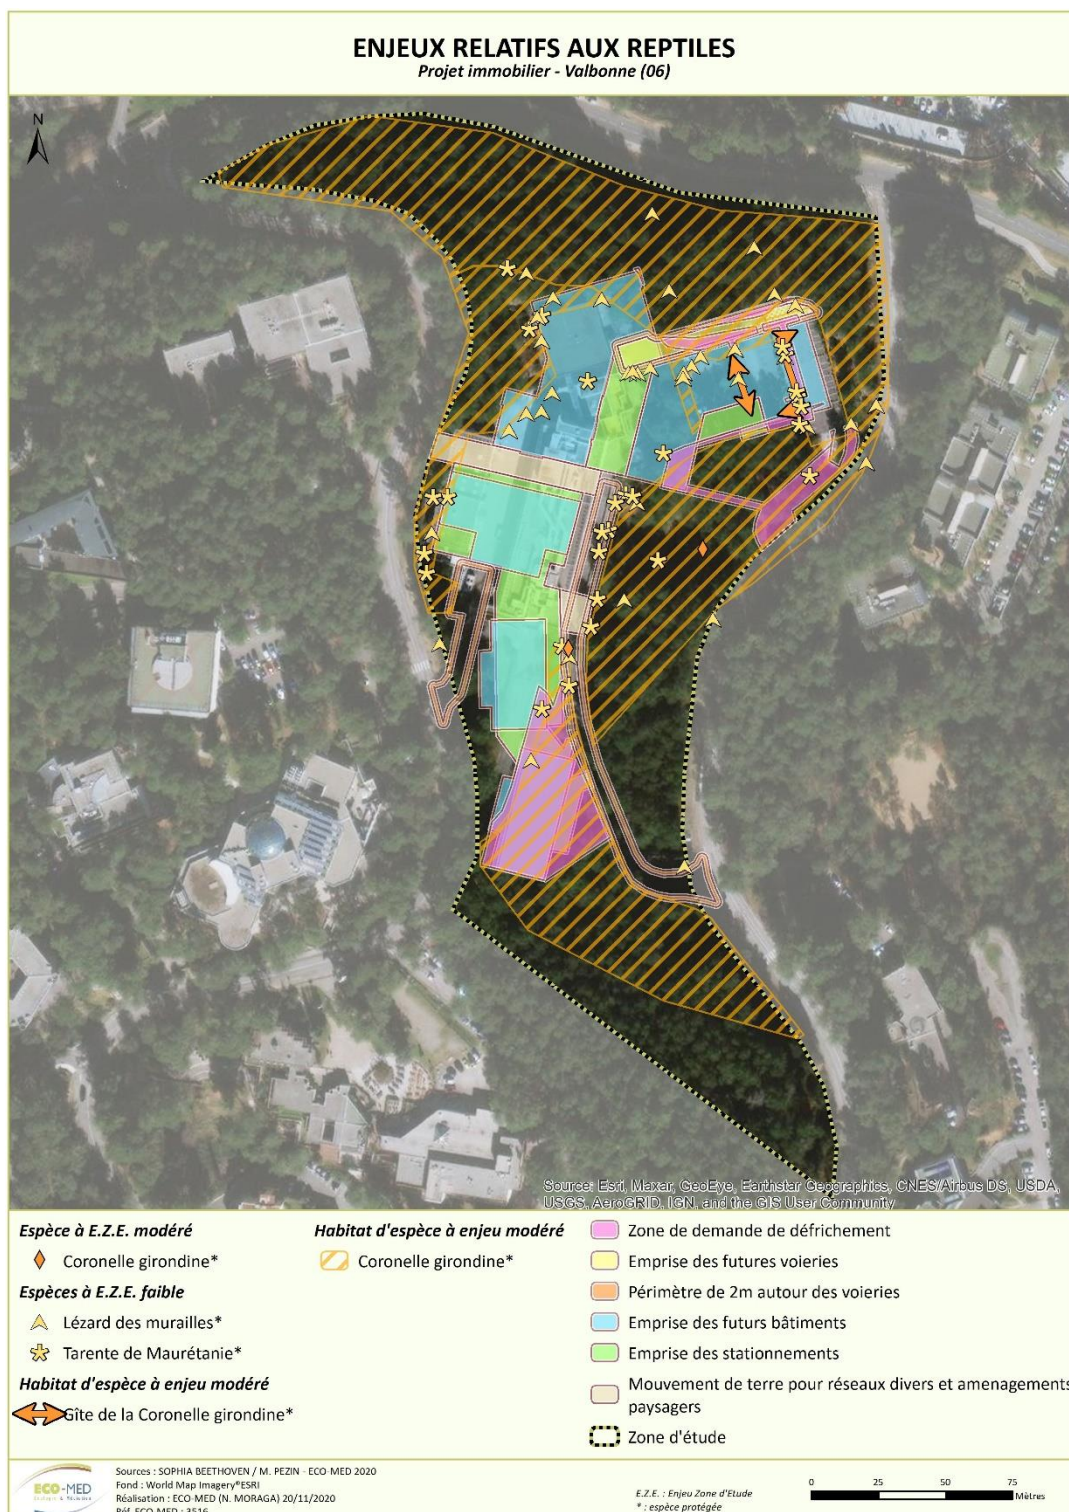 ENJEUX RELATIFS AUX REPTILES
Projet immobilier - Valbonne (06)
N
Source: Esri, Maxar, GeoEye, Earthstar Geographics, CNES/Airbus DS, USDA,
USGS, AeroGRID, IGN, and the GIS User Community
Espèce à E.Z.E. modéré
Coronelle girondine*
Espèces à E.Z.E. faible
Lézard des murailles*
Tarente de Maurétanie*
Habitat d'espèce à enjeu modéré
Gîte de la Coronelle girondine*
Habitat d'espèce à enjeu modéré
Coronelle girondine*
Zone de demande de défrichement
Emprise des futures voieries
Périmètre de 2m autour des voieries
Emprise des futurs bâtiments
Emprise des stationnements
Mouvement de terre pour réseaux divers et amenagements
paysagers
Zone d'étude
ECO-MED
Sources : SOPHIA BEETHOVEN / M. PEZIN - ECO-MED 2020
Fond : World Map Imagery®ESRI
Réalisation : ECO-MED (N. MORAGA) 20/11/2020
Réf. ECO-MED : 3516
E.Z.E. : Enjeu Zone d'Etude
* : espèce protégée
0 25 50 75
Mètres